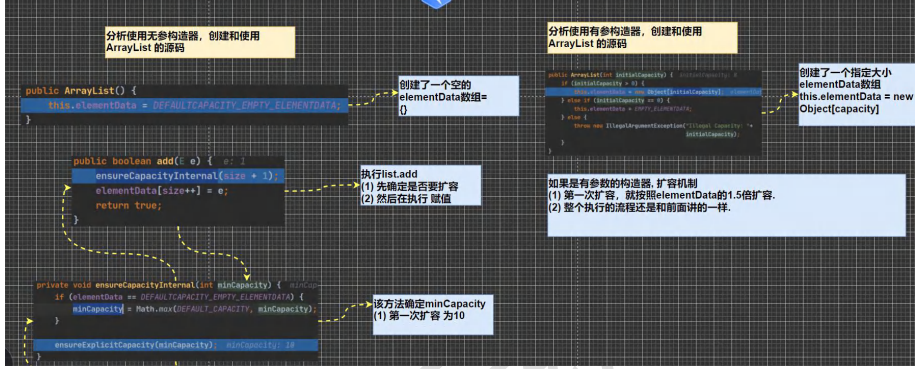 分析使用无参构造器，创建和使用
ArrayList 的源码
public ArrayList() {
this.elementData = DEFAULTCAPACITY_EMPTY_ELEMENTDATA;
}
创建了一个空的
elementData数组=
{}
public boolean add(E e) { e: 1
ensureCapacityInternal(size + 1);
elementData[size++] = e;
return true;
}
执行list.add
(1) 先确定是否要扩容
(2) 然后在执行 赋值
private void ensureCapacityInternal(int minCapacity) { minCap
if (elementData == DEFAULTCAPACITY_EMPTY_ELEMENTDATA) {
minCapacity = Math.max(DEFAULT_CAPACITY, minCapacity);
}
ensureExplicitCapacity(minCapacity); minCapacity: 10
}
该方法确定minCapacity
(1) 第一次扩容 为10
分析使用有参构造器，创建和使用
ArrayList 的源码
public ArrayList(int initialCapacity) { initialCapacity: 8
if (initialCapacity > 0) {
this.elementData = new Object[initialCapacity]; elementDat
} else if (initialCapacity == 0) {
this.elementData = EMPTY_ELEMENTDATA;
} else {
throw new IllegalArgumentException("Illegal Capacity: "+
initialCapacity);
}
}
创建了一个指定大小
elementData数组
this.elementData = new
Object[capacity]
如果是有参数的构造器, 扩容机制
(1) 第一次扩容，就按照elementData的1.5倍扩容.
(2) 整个执行的流程还是和前面讲的一样.